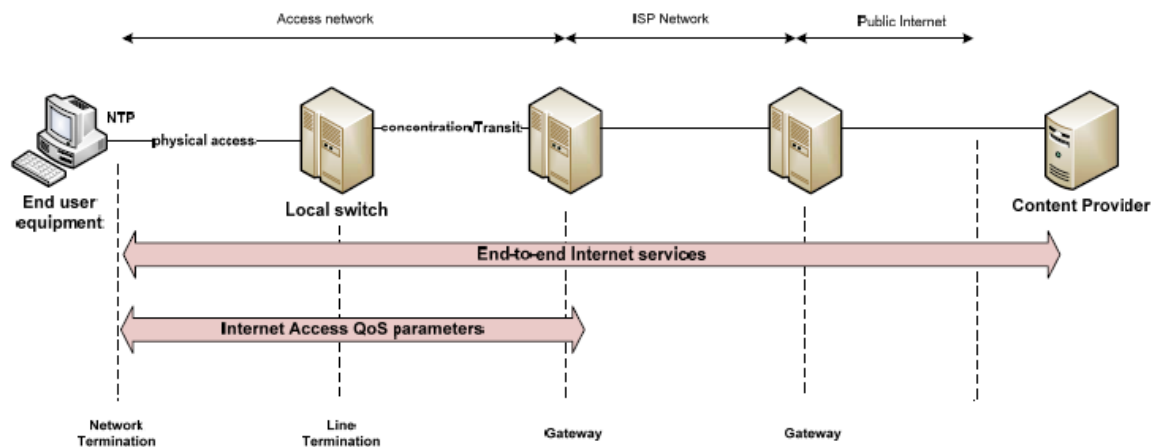 Access network
ISP Network
Public Internet
NTP
physical access
concentration/Transit
End user
equipment
Local switch
Content Provider
End-to-end Internet services
Internet Access QoS parameters
Network
Termination
Line
Termination
Gateway
Gateway